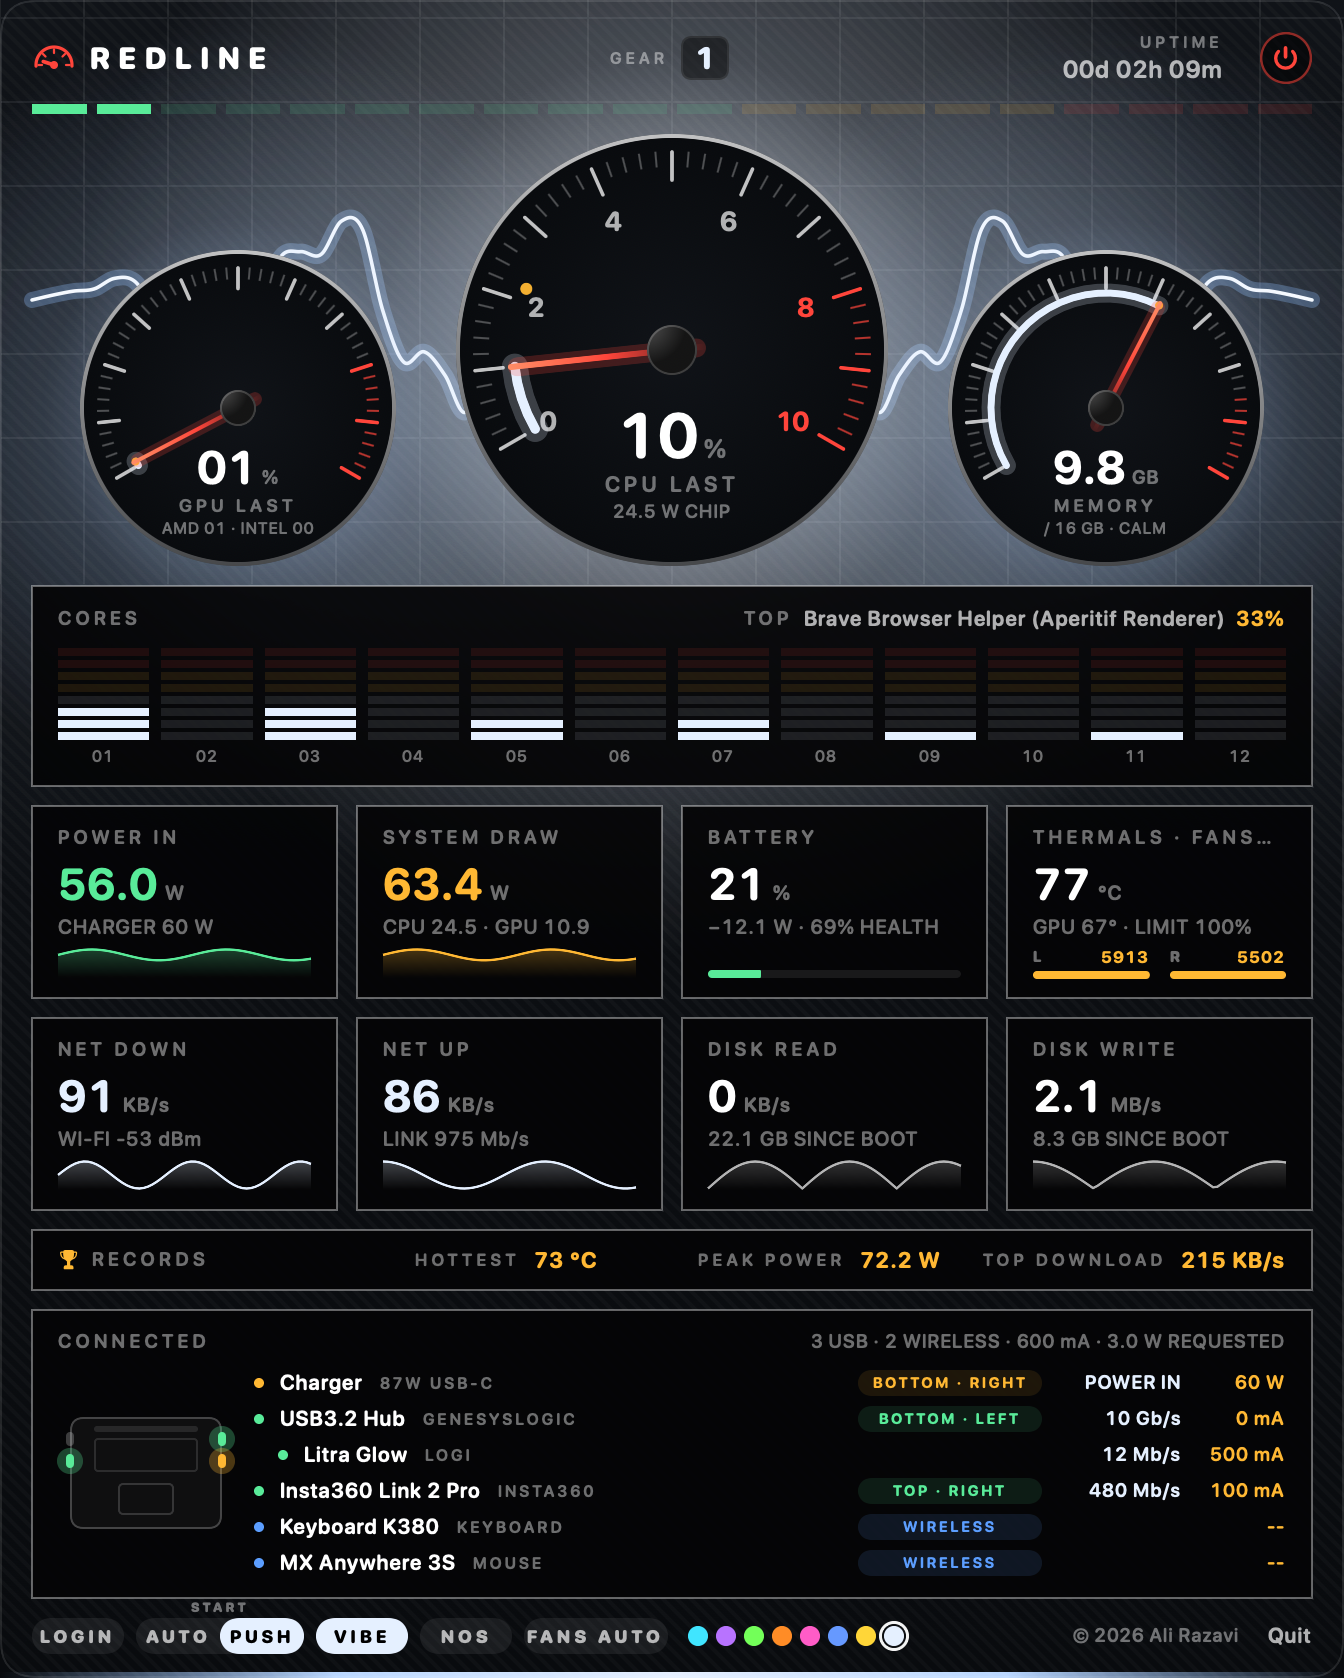 REDLINE
GEAR 1
UPTIME
00d 02h 09m
4 6
2 8
0 10
10 %
CPU LAST
24.5 W CHIP
01 %
GPU LAST
AMD 01 · INTEL 00
9.8 GB
MEMORY
/ 16 GB · CALM
CORES
TOP Brave Browser Helper (Aperitif Renderer) 33%
01 02 03 04 05 06 07 08 09 10 11 12
POWER IN
56.0 W
CHARGER 60 W
SYSTEM DRAW
63.4 W
CPU 24.5 · GPU 10.9
BATTERY
21 %
−12.1 W · 69% HEALTH
THERMALS · FANS…
77 °C
GPU 67° · LIMIT 100%
L 5913 R 5502
NET DOWN
91 KB/s
WI-FI -53 dBm
NET UP
86 KB/s
LINK 975 Mb/s
DISK READ
0 KB/s
22.1 GB SINCE BOOT
DISK WRITE
2.1 MB/s
8.3 GB SINCE BOOT
RECORDS HOTTEST 73 °C PEAK POWER 72.2 W TOP DOWNLOAD 215 KB/s
CONNECTED 3 USB · 2 WIRELESS · 600 mA · 3.0 W REQUESTED
Charger 87W USB-C BOTTOM · RIGHT POWER IN 60 W
USB3.2 Hub GENESYSLOGIC BOTTOM · LEFT 10 Gb/s 0 mA
Litra Glow LOGI 12 Mb/s 500 mA
Insta360 Link 2 Pro INSTA360 TOP · RIGHT 480 Mb/s 100 mA
Keyboard K380 KEYBOARD WIRELESS --
MX Anywhere 3S MOUSE WIRELESS --
START
LOGIN AUTO PUSH VIBE NOS FANS AUTO © 2026 Ali Razavi Quit